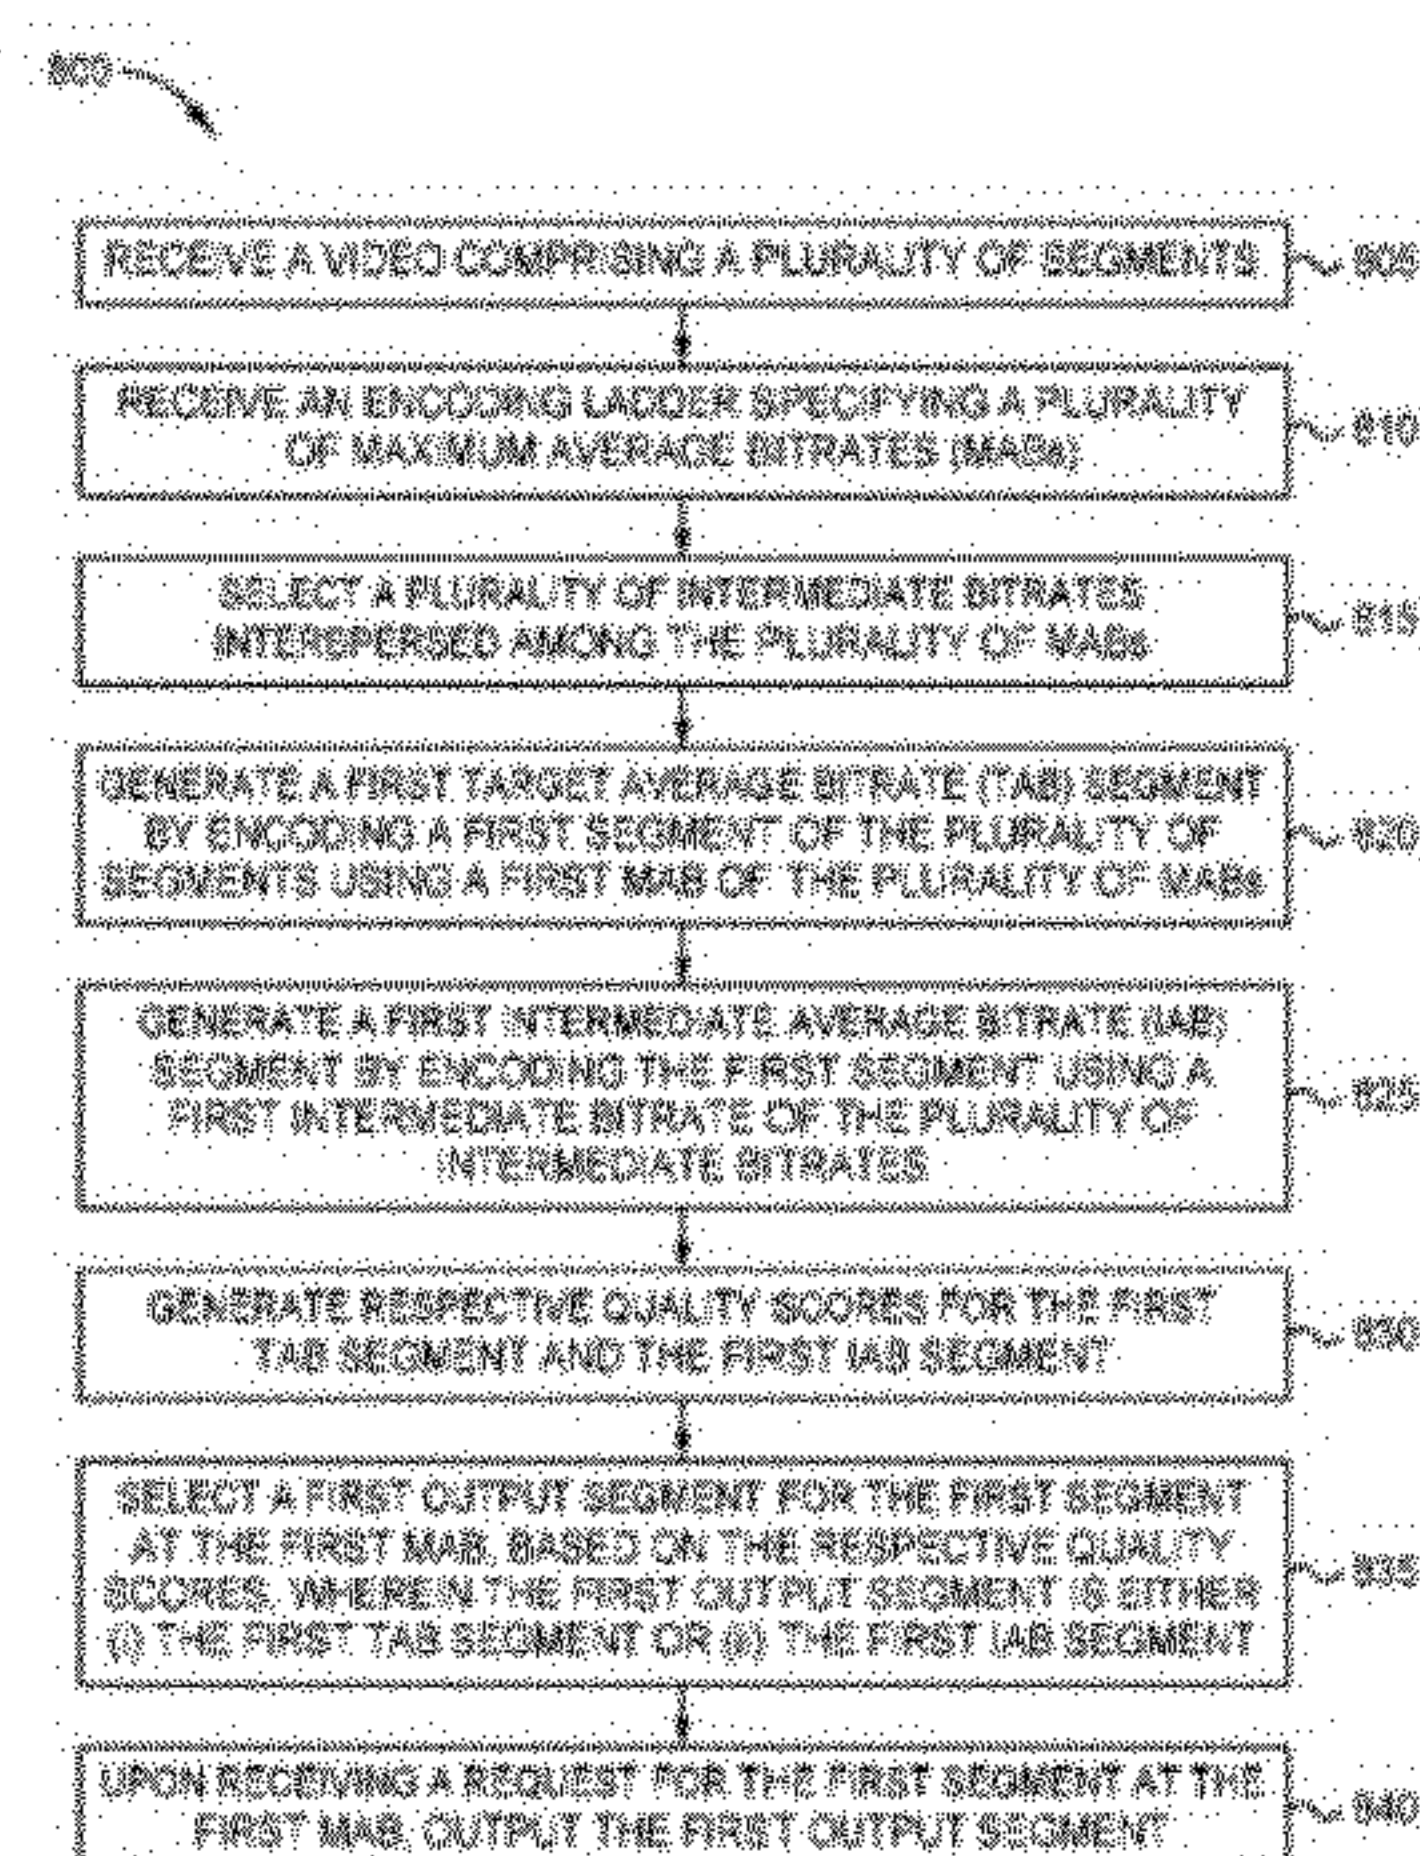 800
RECEIVE A VIDEO COMPRISING A PLURALITY OF SEGMENTS
805
RECEIVE AN ENCODING LADDER SPECIFYING A PLURALITY
OF MAXIMUM AVERAGE BITRATES (MABs)
810
SELECT A PLURALITY OF INTERMEDIATE BITRATES
INTERSPERSED AMONG THE PLURALITY OF MABs
815
GENERATE A FIRST TARGET AVERAGE BITRATE (TAB) SEGMENT
BY ENCODING A FIRST SEGMENT OF THE PLURALITY OF
SEGMENTS USING A FIRST MAB OF THE PLURALITY OF MABs
820
GENERATE A FIRST INTERMEDIATE AVERAGE BITRATE (IAB)
SEGMENT BY ENCODING THE FIRST SEGMENT USING A
FIRST INTERMEDIATE BITRATE OF THE PLURALITY OF
INTERMEDIATE BITRATES
825
GENERATE RESPECTIVE QUALITY SCORES FOR THE FIRST
TAB SEGMENT AND THE FIRST IAB SEGMENT
830
SELECT A FIRST OUTPUT SEGMENT FOR THE FIRST SEGMENT
AT THE FIRST MAB, BASED ON THE RESPECTIVE QUALITY
SCORES, WHEREIN THE FIRST OUTPUT SEGMENT IS EITHER
(i) THE FIRST TAB SEGMENT OR (ii) THE FIRST IAB SEGMENT
835
UPON RECEIVING A REQUEST FOR THE FIRST SEGMENT AT THE
FIRST MAB, OUTPUT THE FIRST OUTPUT SEGMENT
840